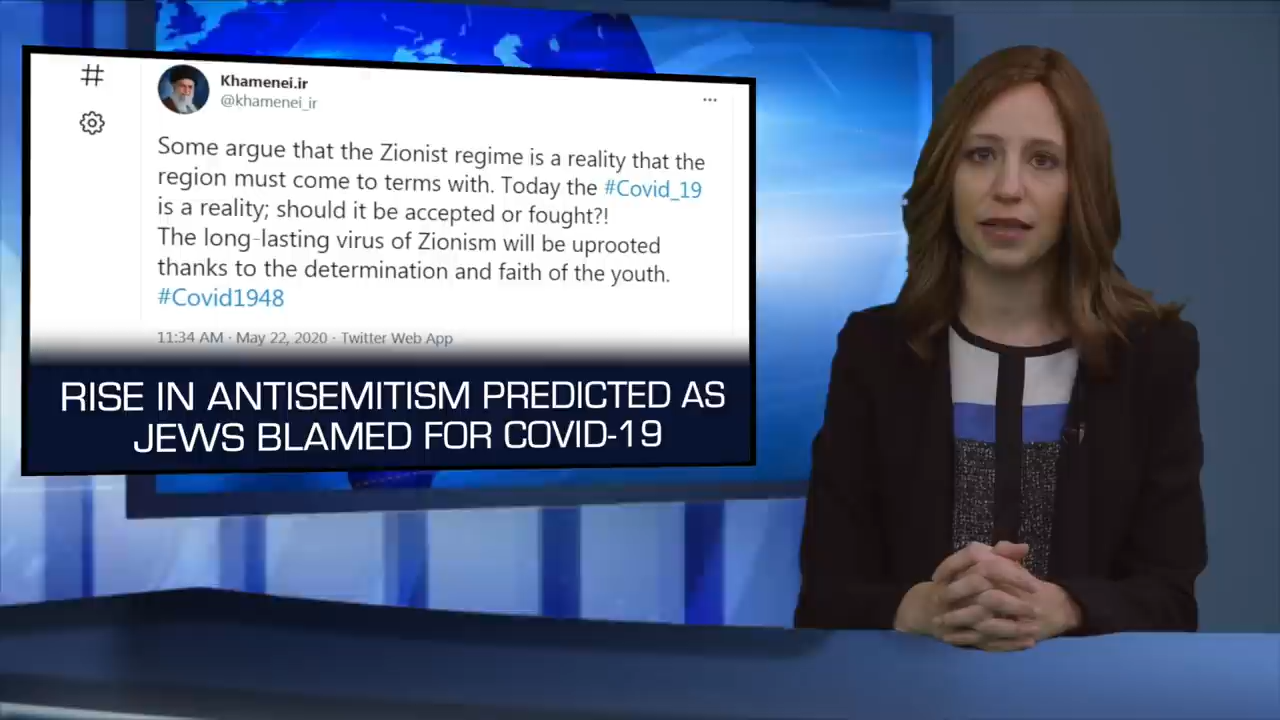 #
Khamenei.ir
@khamenei_ir
...
Some argue that the Zionist regime is a reality that the
region must come to terms with. Today the #Covid_19
is a reality; should it be accepted or fought?!
The long-lasting virus of Zionism will be uprooted
thanks to the determination and faith of the youth.
#Covid1948
11:34 AM · May 22, 2020 · Twitter Web App
RISE IN ANTISEMITISM PREDICTED AS
JEWS BLAMED FOR COVID-19